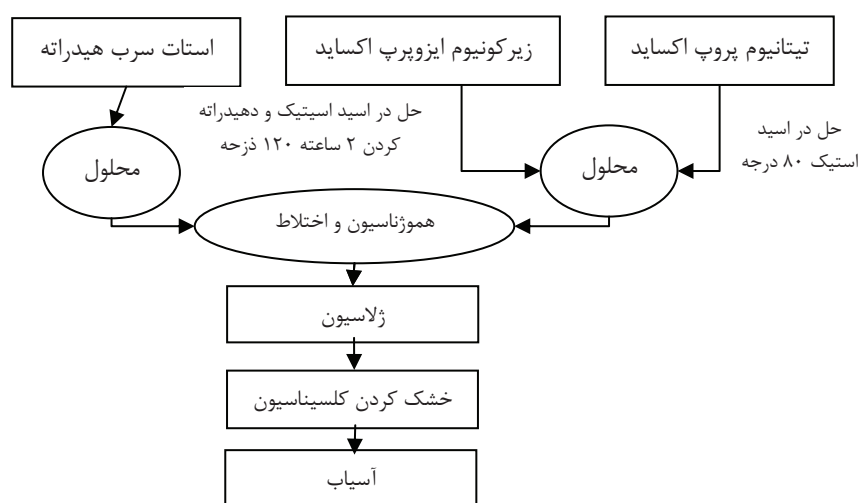 استات سرب هیدراته
زیرکونیوم ایزوپرپ اکساید
تیتانیوم پروپ اکساید
حل در اسید اسیتیک و دهیدراته
کردن ۲ ساعته ۱۲۰ ذزحه
حل در اسید
استیک ۸۰ درجه
محلول
محلول
هموژناسیون و اختلاط
ژلاسیون
خشک کردن کلسیناسیون
آسیاب